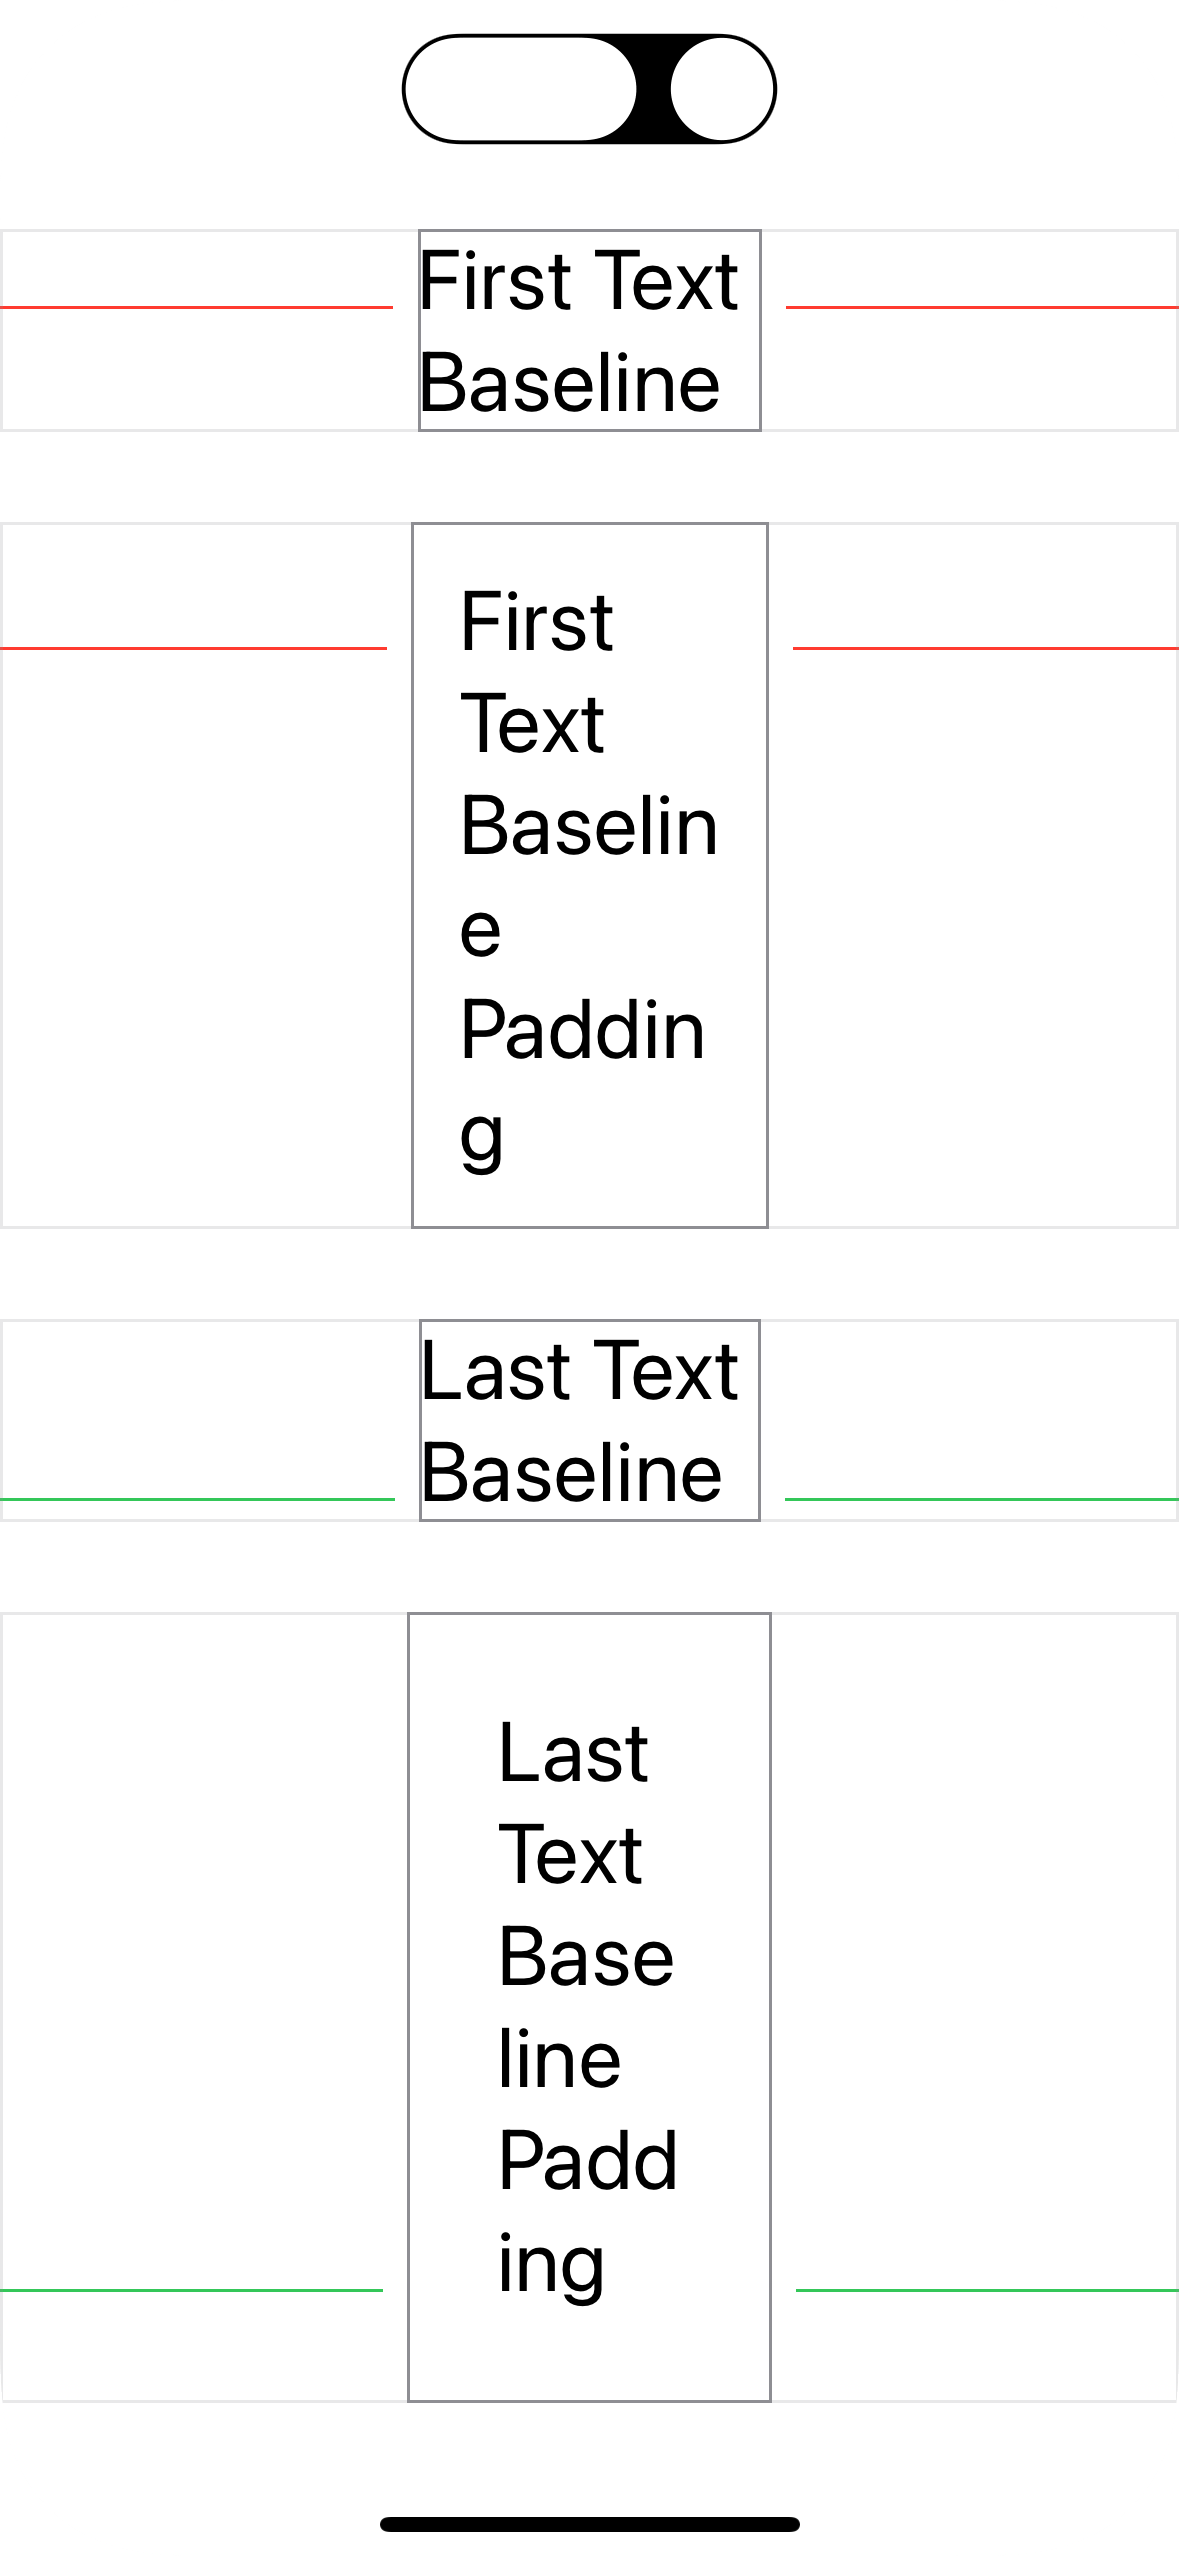 First Text
Baseline
First
Text
Baselin
e
Paddin
g
Last Text
Baseline
Last
Text
Base
line
Padd
ing